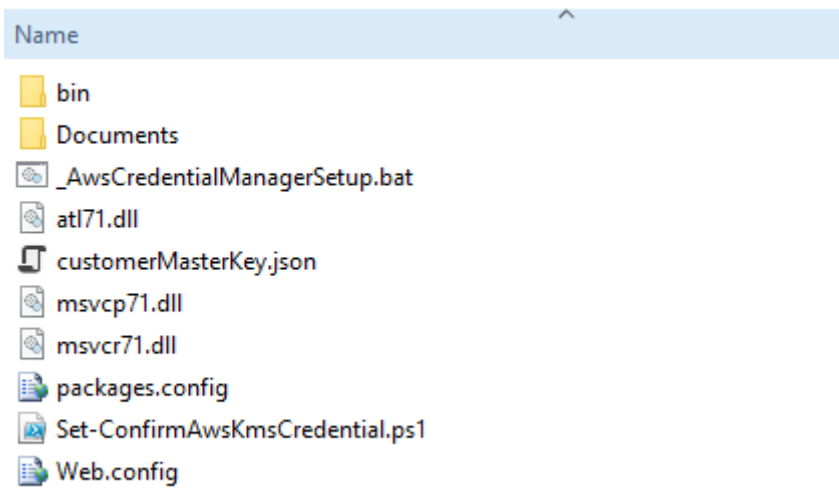 Name
bin
Documents
_AwsCredentialManagerSetup.bat
atl71.dll
customerMasterKey.json
msvcp71.dll
msvcr71.dll
packages.config
Set-ConfirmAwsKmsCredential.ps1
Web.config